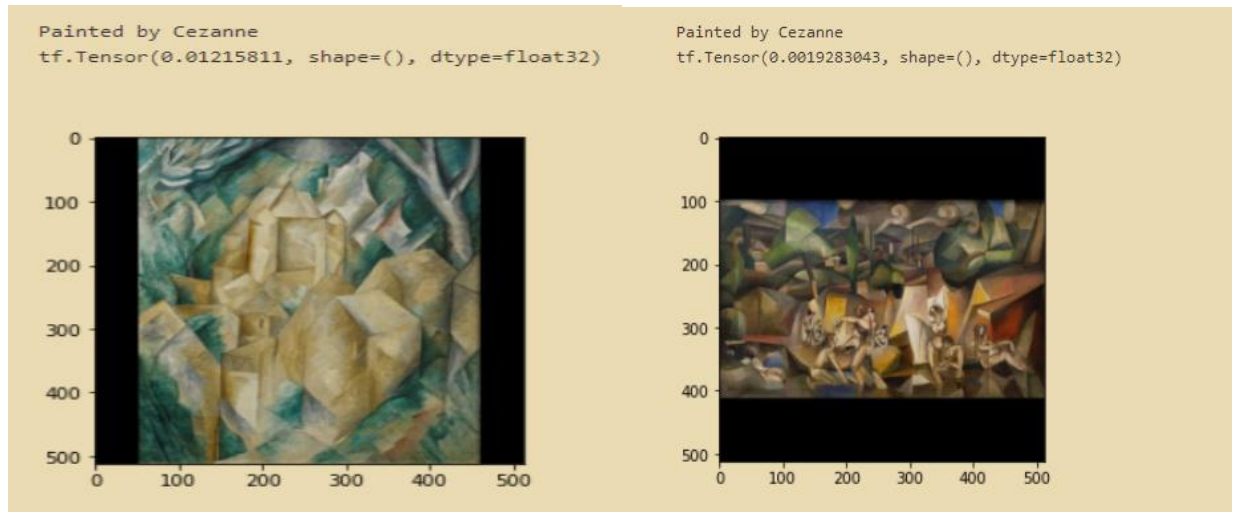 Painted by Cezanne
tf.Tensor(0.01215811, shape=(), dtype=float32)
0
100
200
300
400
500
0 100 200 300 400 500
Painted by Cezanne
tf.Tensor(0.0019283043, shape=(), dtype=float32)
0
100
200
300
400
500
0 100 200 300 400 500